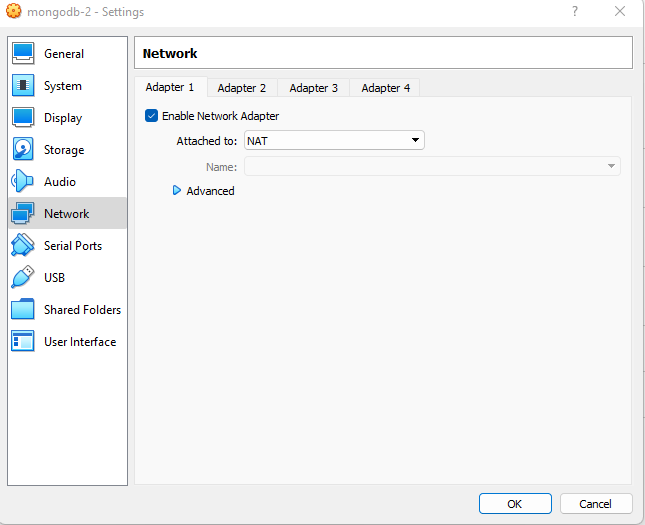 mongodb-2 - Settings
?
General
System
Display
Storage
Audio
Network
Serial Ports
USB
Shared Folders
User Interface
Network
Adapter 1 Adapter 2 Adapter 3 Adapter 4
Enable Network Adapter
Attached to: NAT
Name:
Advanced
OK Cancel